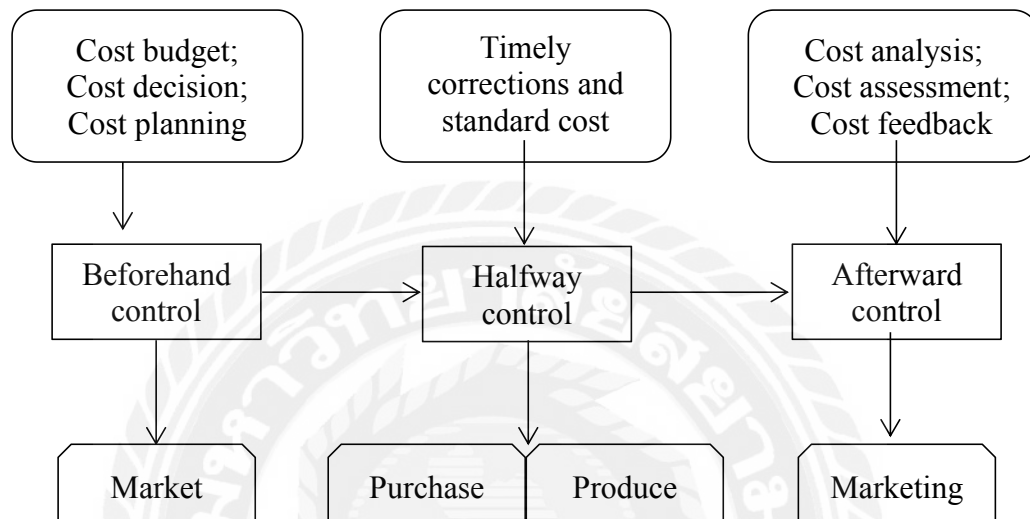 Cost budget;
Cost decision;
Cost planning
Timely
corrections and
standard cost
Cost analysis;
Cost assessment;
Cost feedback
Beforehand
control
Halfway
control
Afterward
control
Market
Purchase
Produce
Marketing